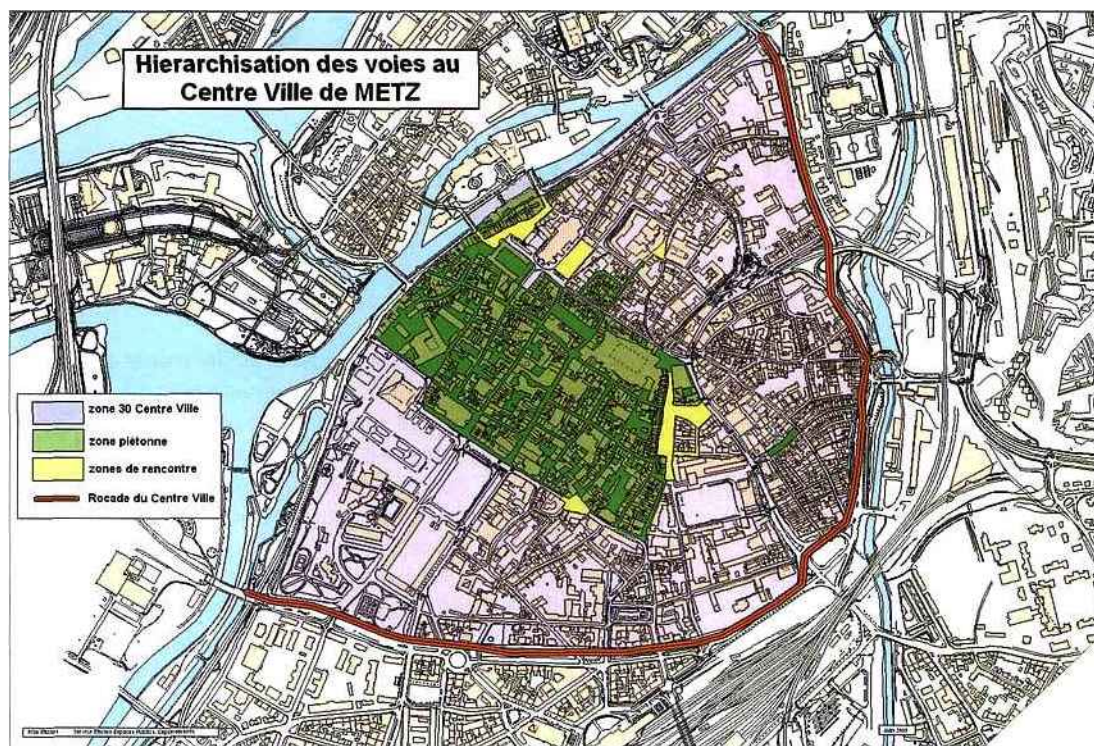 Hierarchisation des voies au
Centre Ville de METZ
zone 30 Centre Ville
zone piétonne
zones de rencontre
Rocade du Centre Ville